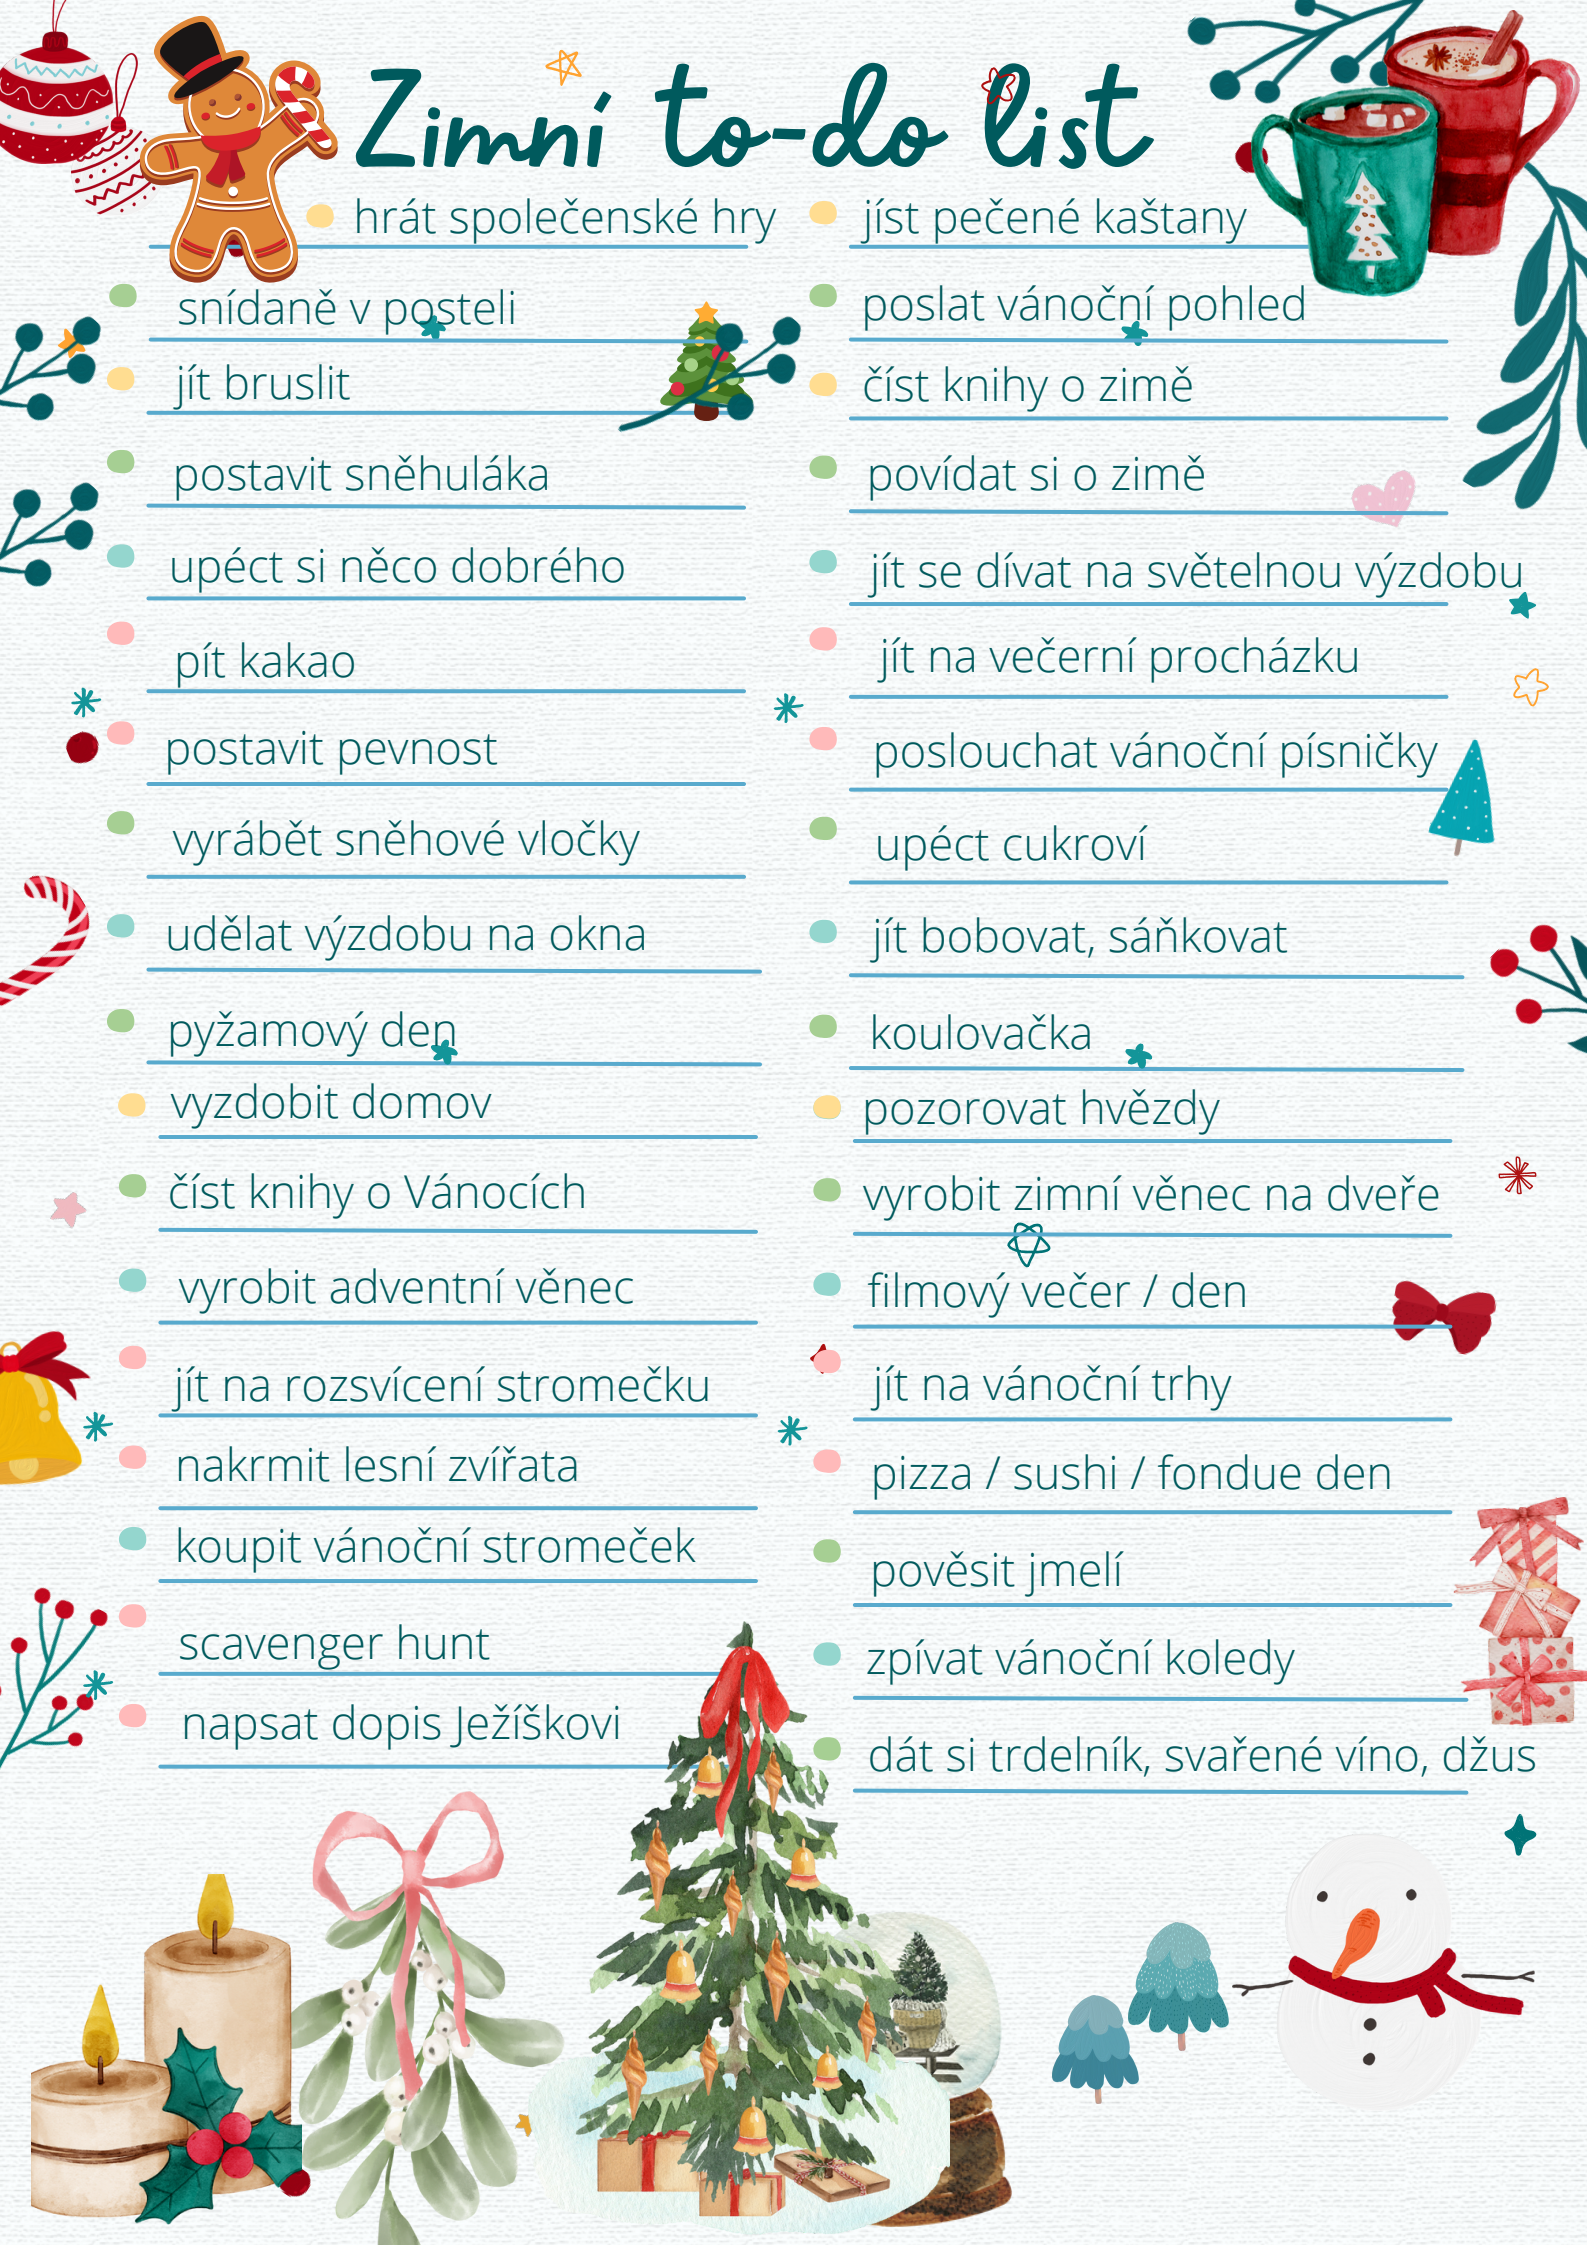 Zimní to-do list
hrát společenské hry
snídaně v posteli
jít bruslit
postavit sněhuláka
upéct si něco dobrého
pít kakao
postavit pevnost
vyrábět sněhové vločky
udělat výzdobu na okna
pyžamový den
vyzdobit domov
číst knihy o Vánocích
vyrobit adventní věnec
jít na rozsvícení stromečku
nakrmit lesní zvířata
koupit vánoční stromeček
scavenger hunt
napsat dopis Ježíškovi
jíst pečené kaštany
poslat vánoční pohled
číst knihy o zimě
povídat si o zimě
jít se dívat na světelnou výzdobu
jít na večerní procházku
poslouchat vánoční písničky
upéct cukroví
jít bobovat, sáňkovat
koulovačka
pozorovat hvězdy
vyrobit zimní věnec na dveře
filmový večer / den
jít na vánoční trhy
pizza / sushi / fondue den
pověsit jmelí
zpívat vánoční koledy
dát si trdelník, svařené víno, džus